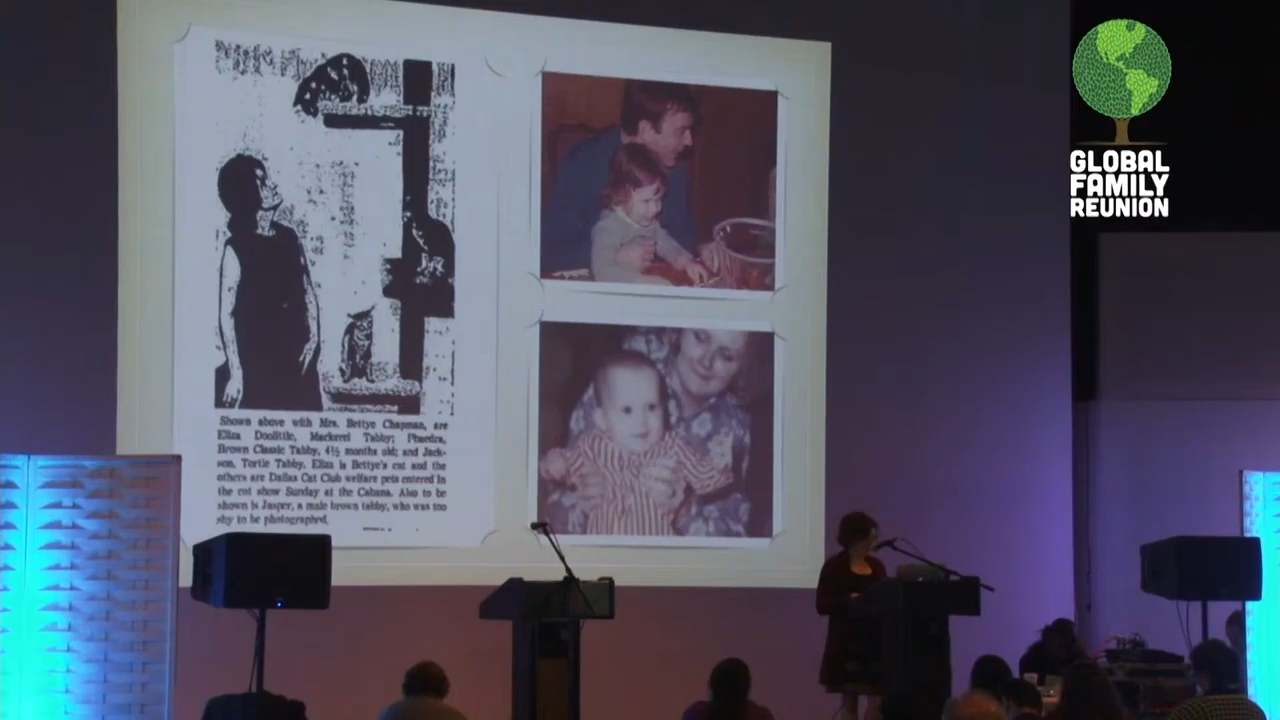 Shown above with Mrs. Bettye Chapman, are
Eliza Doolittle, Mackerel Tabby; Phaedra,
Brown Classic Tabby, 4½ months old; and Jack-
son, Tortie Tabby. Eliza is Bettye's cat and the
others are Dallas Cat Club welfare pets entered in
the cat show Sunday at the Cabana. Also to be
shown is Jasper, a male brown tabby, who was too
shy to be photographed.
GLOBAL
FAMILY
REUNION